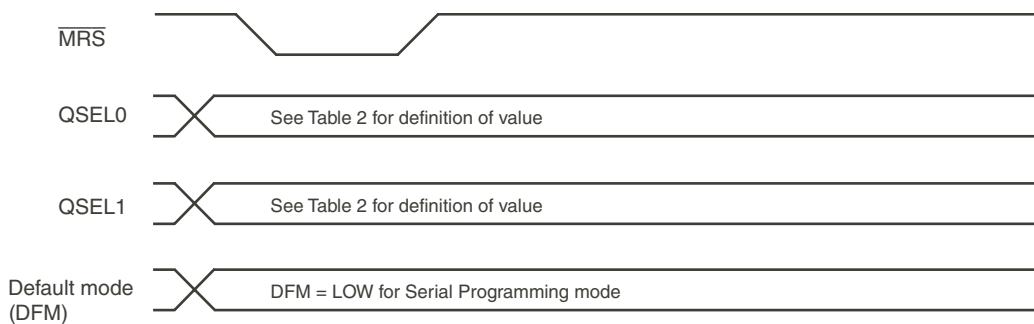 MRS
QSEL0
See Table 2 for definition of value
QSEL1
See Table 2 for definition of value
Default mode
(DFM)
DFM = LOW for Serial Programming mode